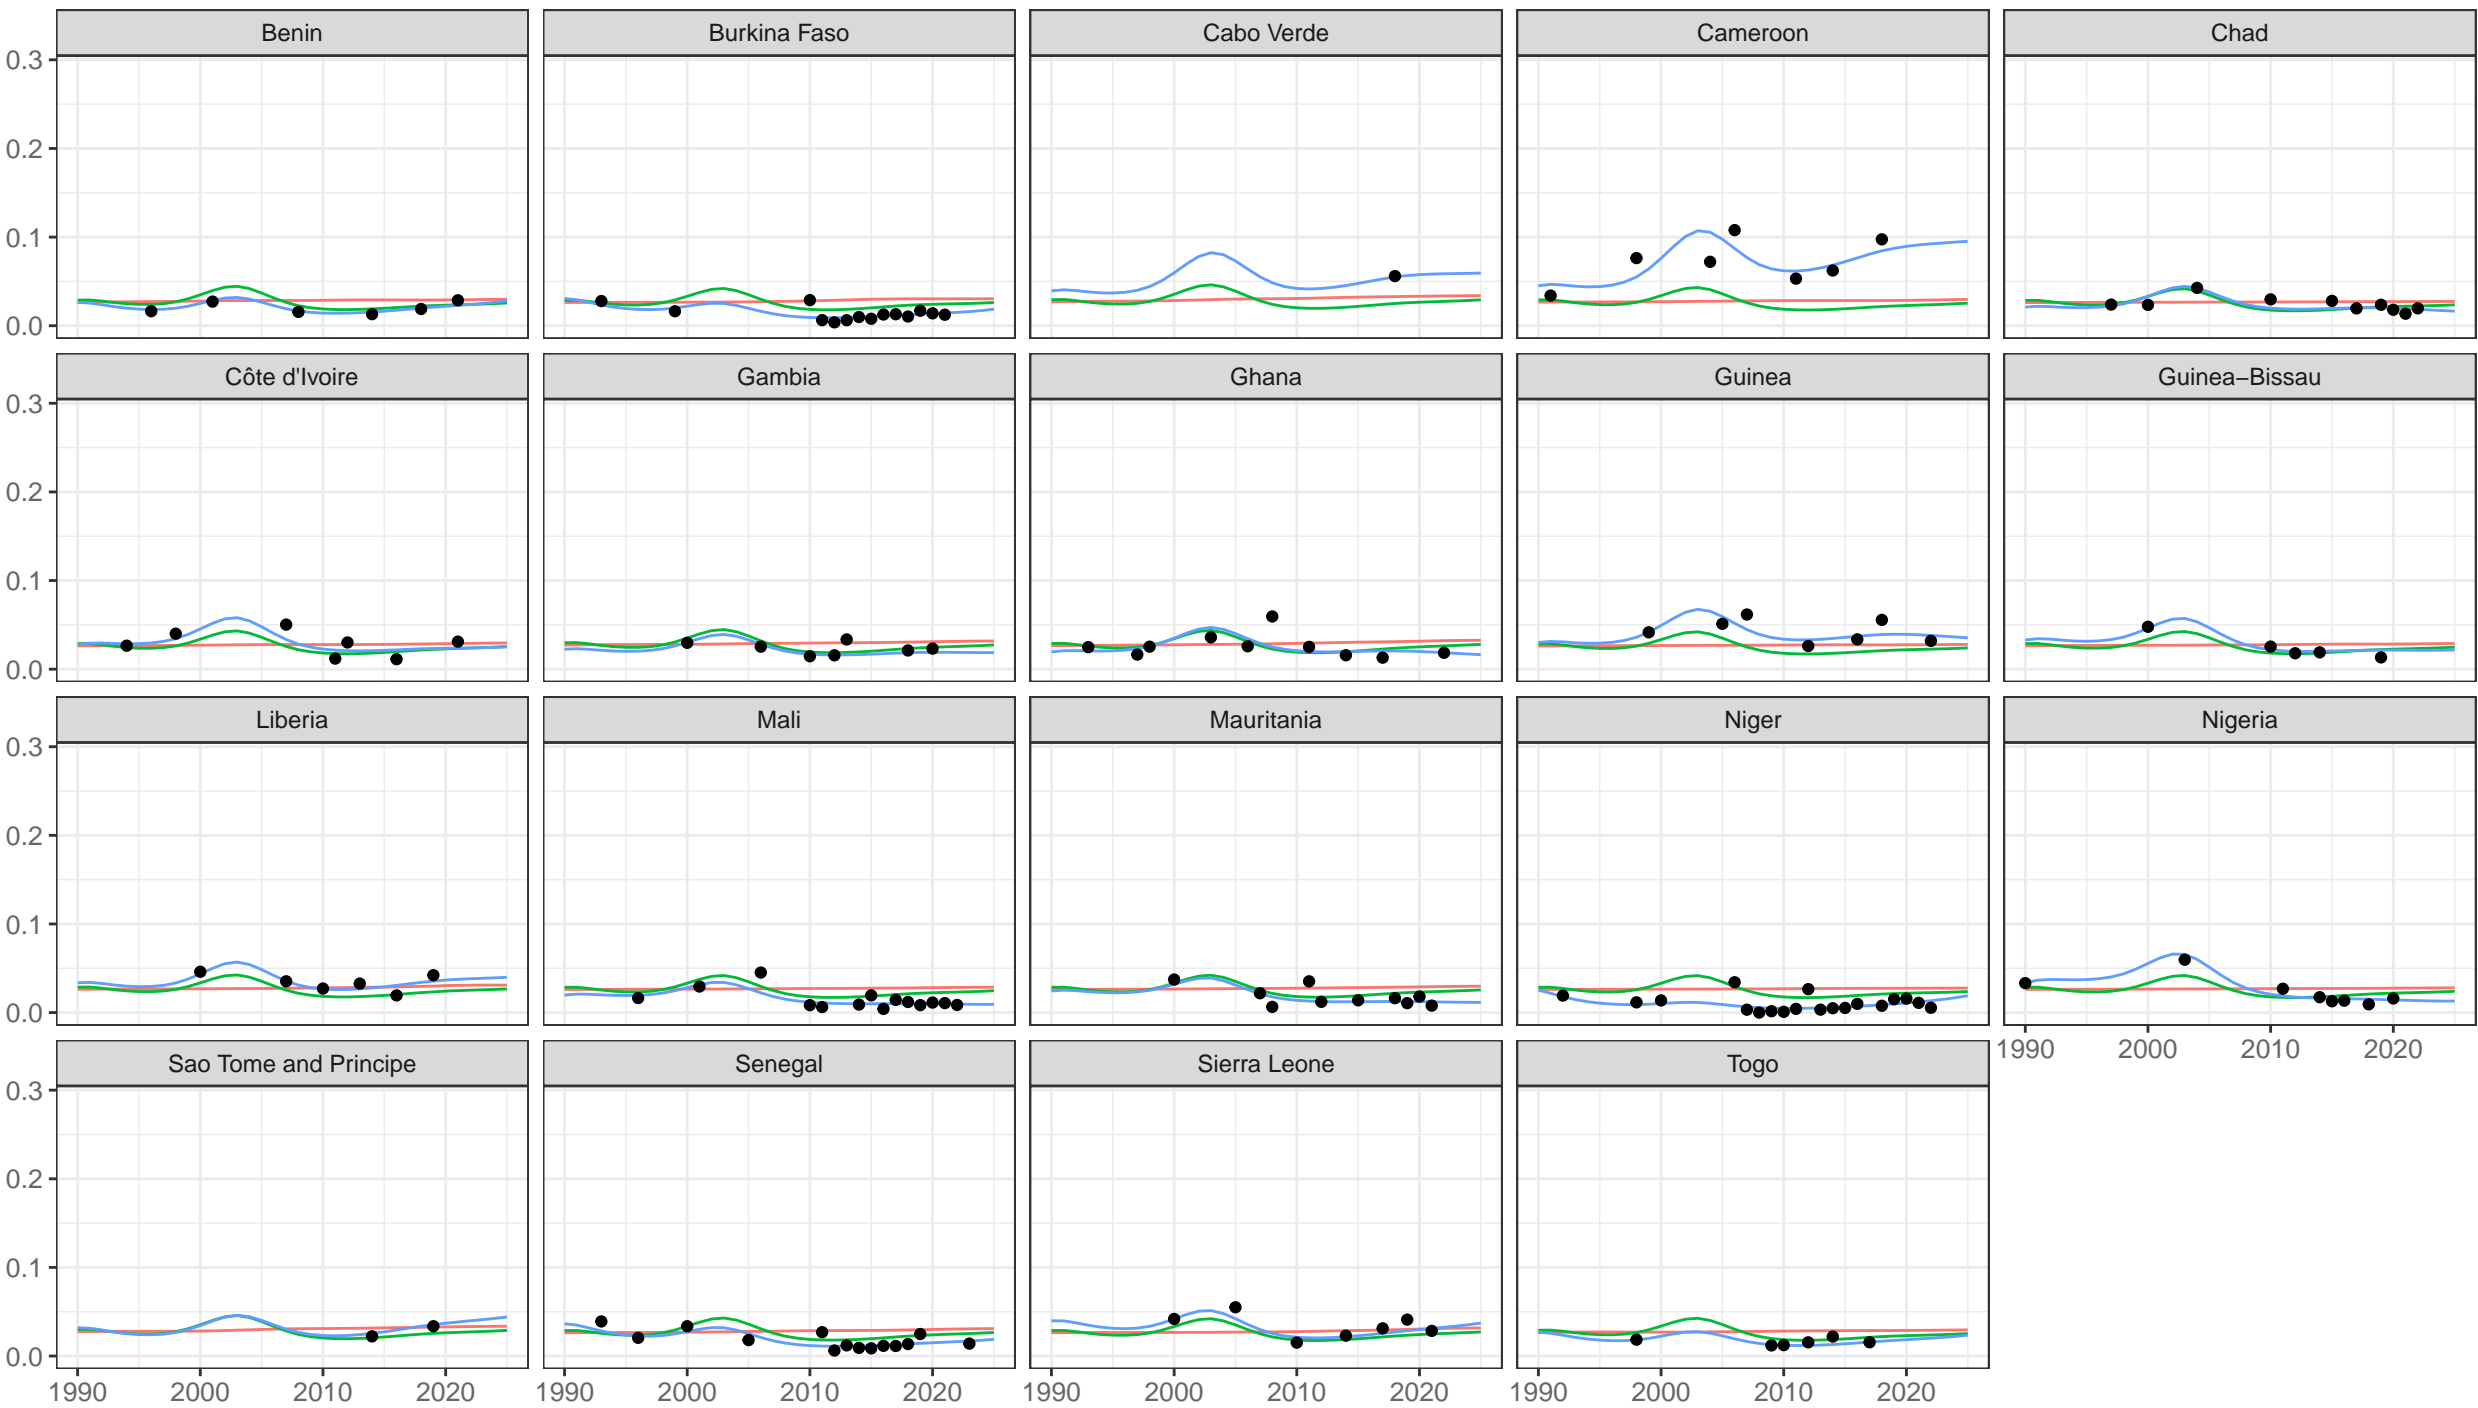 Benin Burkina Faso Cabo Verde Cameroon Chad
0.3
0.2
0.1
0.0
Côte d'Ivoire Gambia Ghana Guinea Guinea−Bissau
0.3
0.2
0.1
0.0
Liberia Mali Mauritania Niger Nigeria
0.3
0.2
0.1
0.0
1990 2000 2010 2020
Sao Tome and Principe Senegal Sierra Leone Togo
0.3
0.2
0.1
0.0
1990 2000 2010 2020 1990 2000 2010 2020 1990 2000 2010 2020 1990 2000 2010 2020